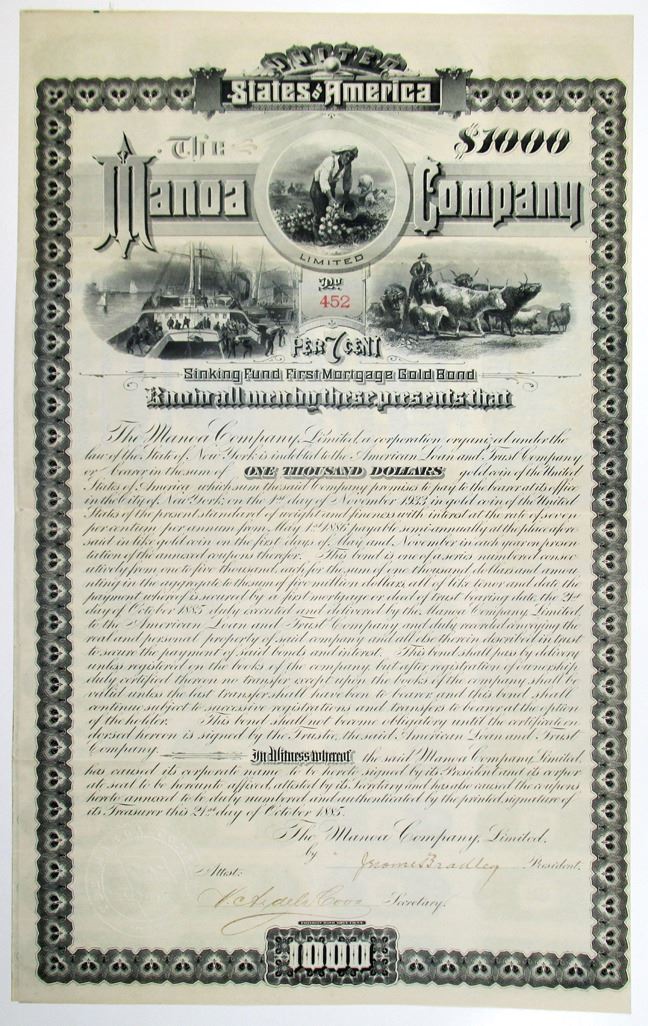 UNITED
States of America
$1000
The
Manoa Company
LIMITED
No
452
PER 7 CENT
Sinking Fund First Mortgage Gold Bond
Know all men by these presents that
The Manoa Company, Limited, a corporation organized under the
law of the State of New York is indebted to the American Loan and Trust Company
or bearer in the sum of ONE THOUSAND DOLLARS gold coin of the United
States of America which sum the said Company promises to pay to the bearer at its office
in the City of New York on the 1st day of November 1935 in gold coin of the United
States of the present standard of weight and fineness with interest at the rate of seven
per centum per annum from May 1st 1886 payable semi-annually at the place afore
said in like gold coin on the first days of May and November in each year on presen
tation of the annexed coupons therefor. This bond is one of a series numbered consec
utively from one to five thousand, each for the sum of one thousand dollars and amou
nting in the aggregate to the sum of five million dollars, all of like tenor and date the
payment whereof is secured by a first mortgage or deed of trust bearing date the 21st
day of October 1885 duly executed and delivered by the Manoa Company, Limited
to the American Loan and Trust Company and duly recorded conveying the
real and personal property of said company and all else therein described in trust
to secure the payment of said bonds and interest. This bond shall pass by delivery
unless registered on the books of the company, but after registration of ownership
duly certified thereon no transfer except upon the books of the company shall be
valid unless the last transfer shall have been to bearer, and this bond shall
continue subject to successive registrations and transfers to bearer at the option
of the holder. This bond shall not become obligatory until the certificate en
dorsed hereon is signed by the Trustee, the said, American Loan and Trust
Company. In Witness whereof the said Manoa Company, Limited,
has caused its corporate name to be hereto signed by its President and its corpor
ate seal to be hereunto affixed, attested by its Secretary and has also caused the coupons
hereto annexed to be duly numbered and authenticated by the printed signature of
its Treasurer this 21st day of October 1885.
The Manoa Company, Limited.
by Jerome Bradley President.
Attest:
Secretary.
1000